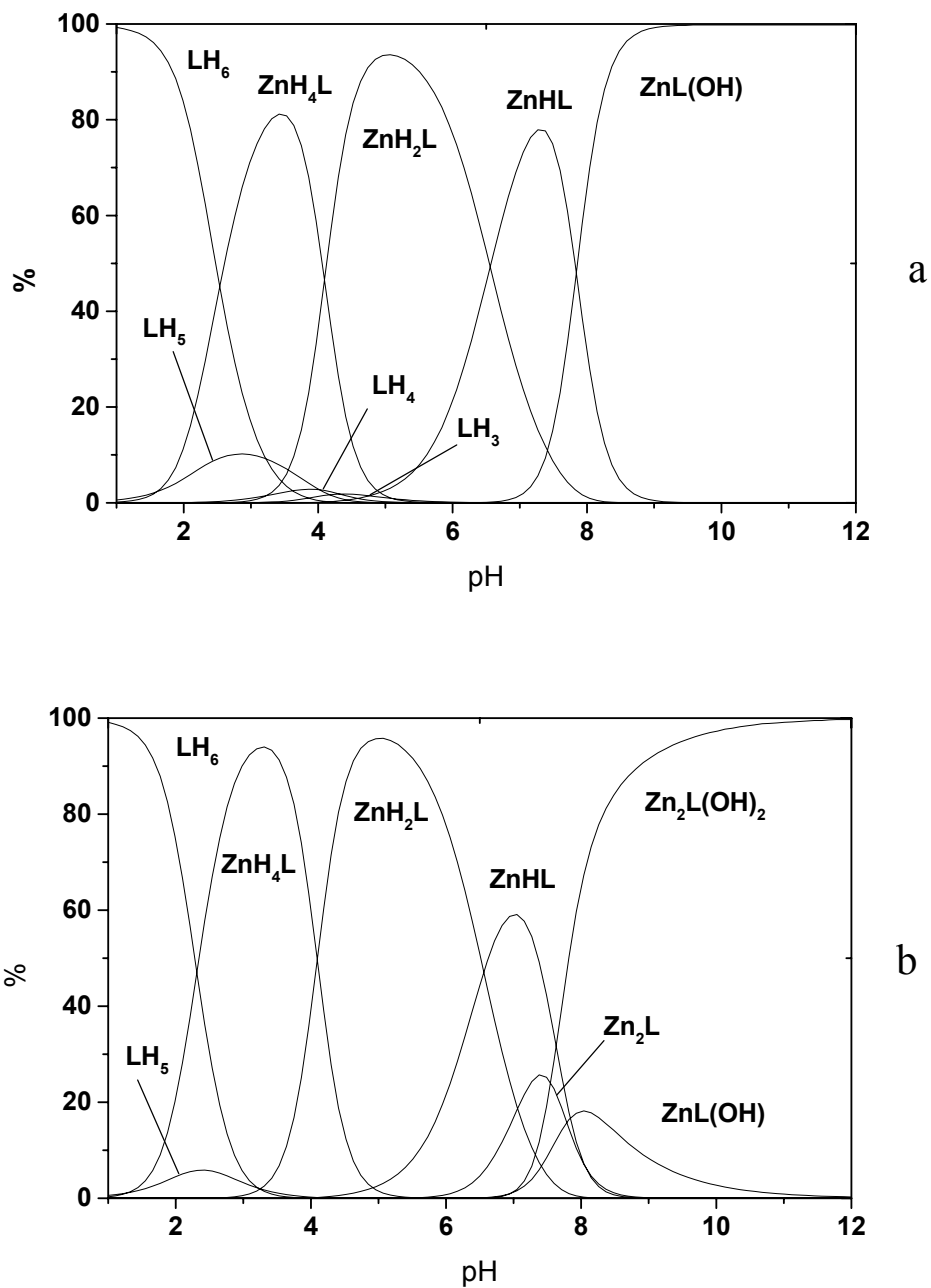 100
80
60
40
20
0
%
LH₆
ZnH₄L
ZnH₂L
ZnHL
ZnL(OH)
LH₅
LH₄
LH₃
2 4 6 8 10 12
pH
a
100
80
60
40
20
0
%
LH₆
ZnH₄L
ZnH₂L
ZnHL
Zn₂L(OH)₂
LH₅
Zn₂L
ZnL(OH)
2 4 6 8 10 12
pH
b